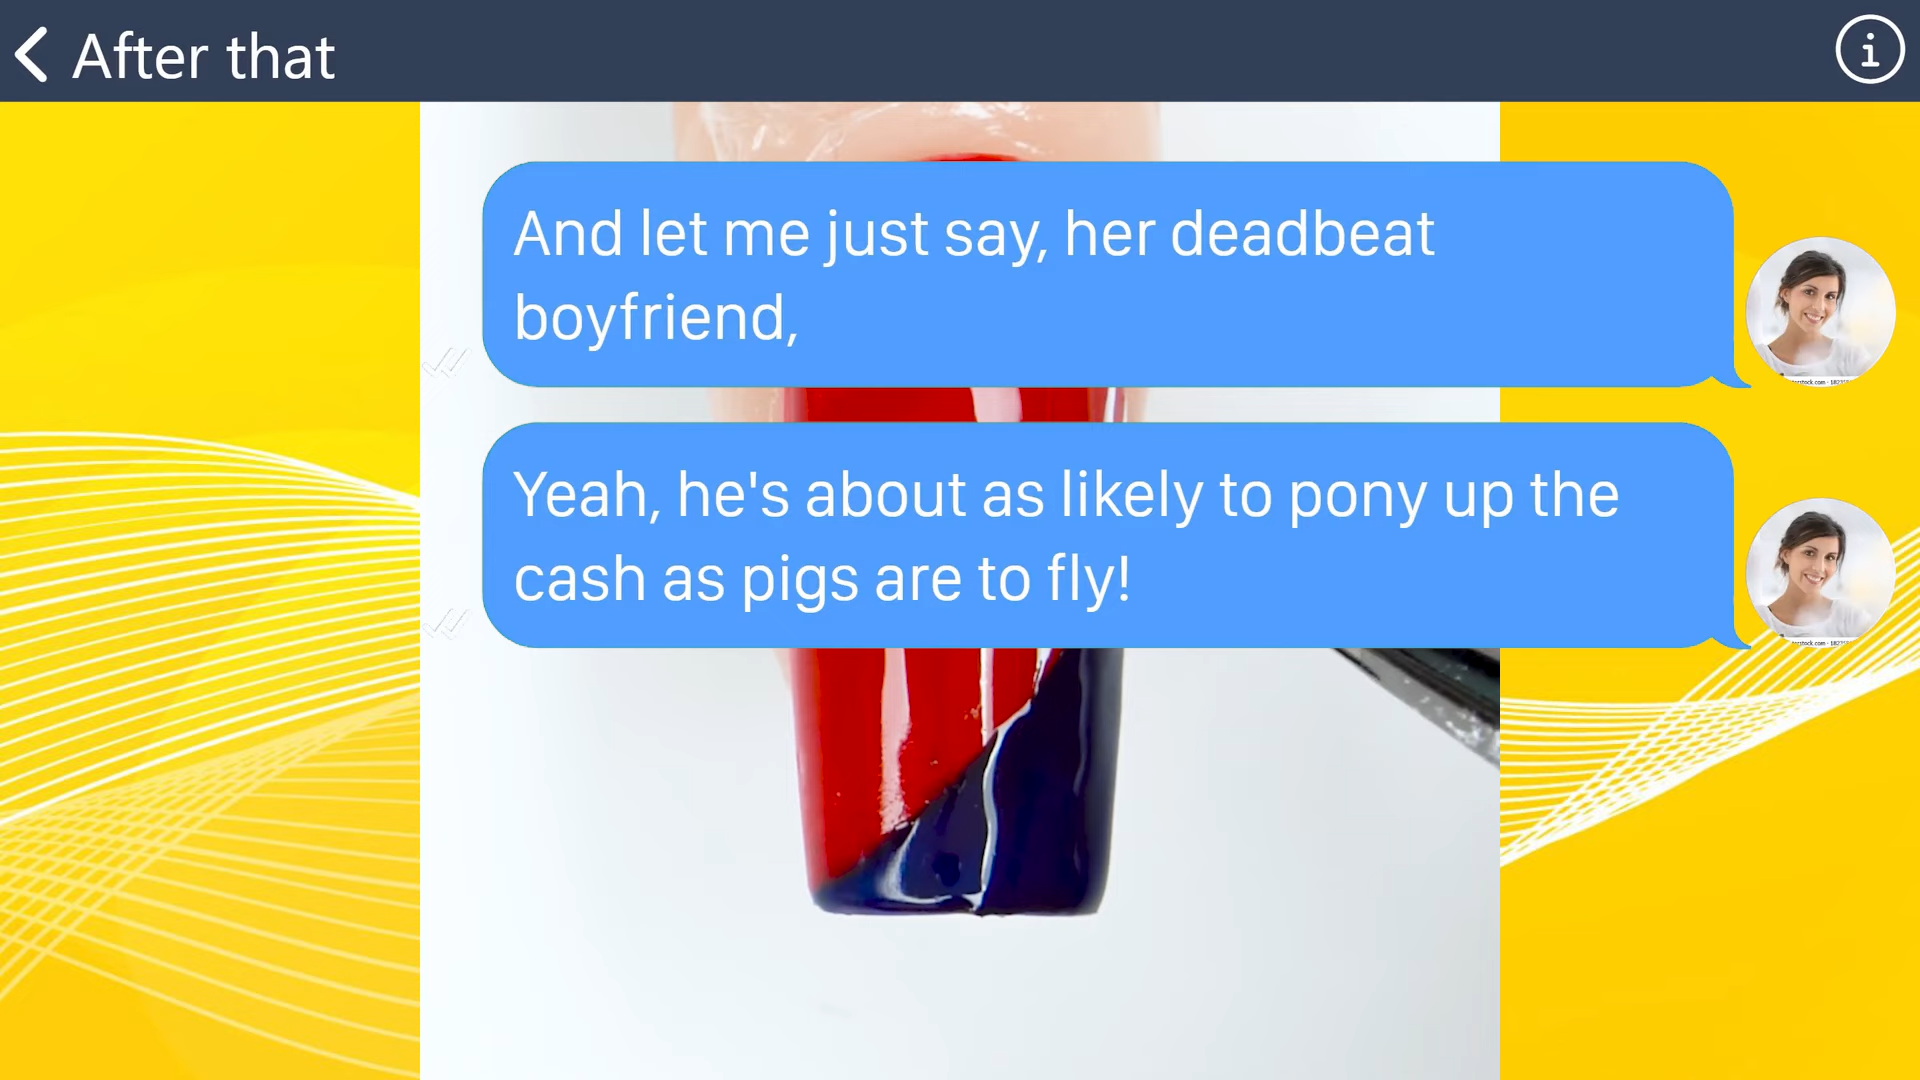 After that
And let me just say, her deadbeat
boyfriend,
Yeah, he's about as likely to pony up the
cash as pigs are to fly!